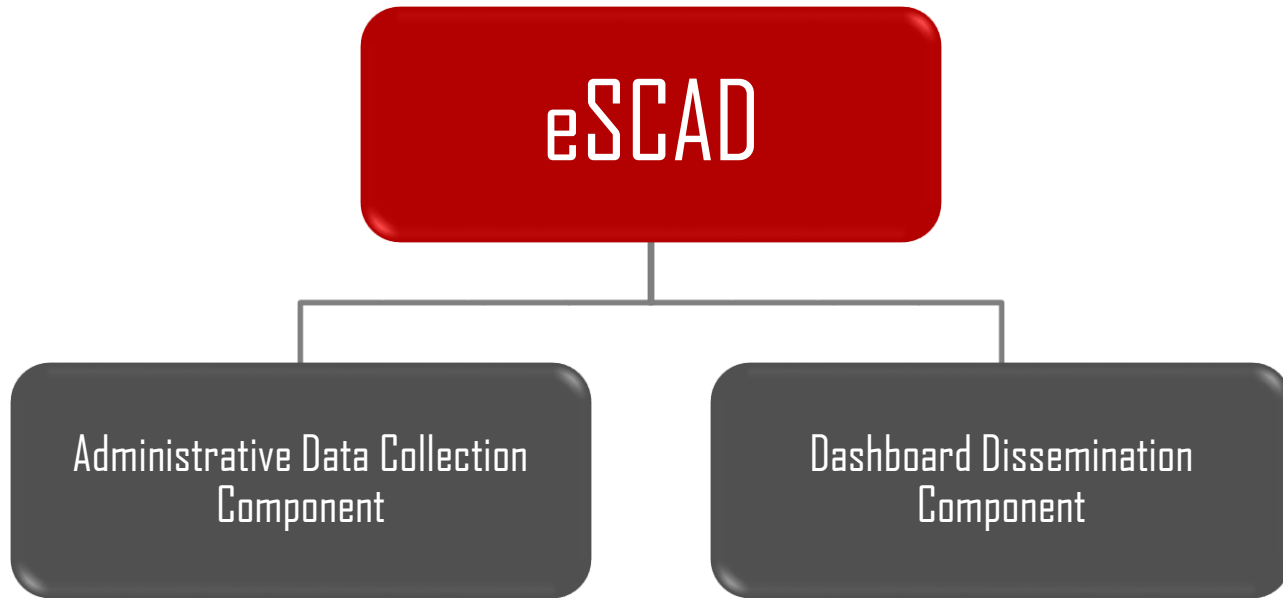 eSCAD
Administrative Data Collection
Component
Dashboard Dissemination
Component